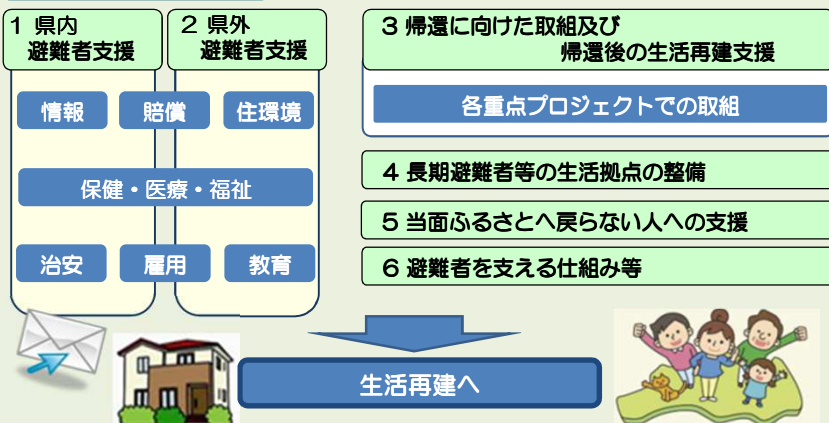 1 県内
避難者支援
2 県外
避難者支援
情報
賠償
住環境
保健・医療・福祉
治安
雇用
教育
3 帰還に向けた取組及び
帰還後の生活再建支援
各重点プロジェクトでの取組
4 長期避難者等の生活拠点の整備
5 当面ふるさとへ戻らない人への支援
6 避難者を支える仕組み等
生活再建へ